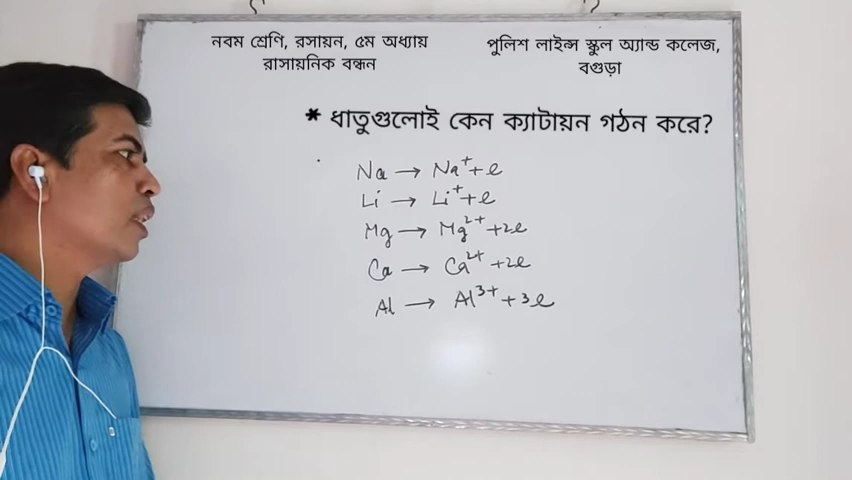 নবম শ্রেণি, রসায়ন, ৫ম অধ্যায়
রাসায়নিক বন্ধন
পুলিশ লাইন্স স্কুল অ্যান্ড কলেজ,
বগুড়া
* ধাতুগুলোই কেন ক্যাটায়ন গঠন করে?
Na → Na⁺ + e
Li → Li⁺ + e
Mg → Mg²⁺ + 2e
Ca → Ca²⁺ + 2e
Al → Al³⁺ + 3e